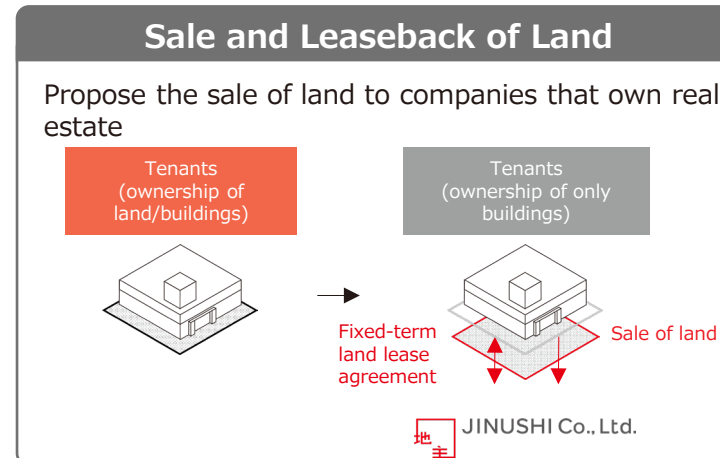 Sale and Leaseback of Land
Propose the sale of land to companies that own real
estate
Tenants
(ownership of
land/buildings)
Tenants
(ownership of only
buildings)
Fixed-term
land lease
agreement
Sale of land
地主 JINUSHI Co., Ltd.